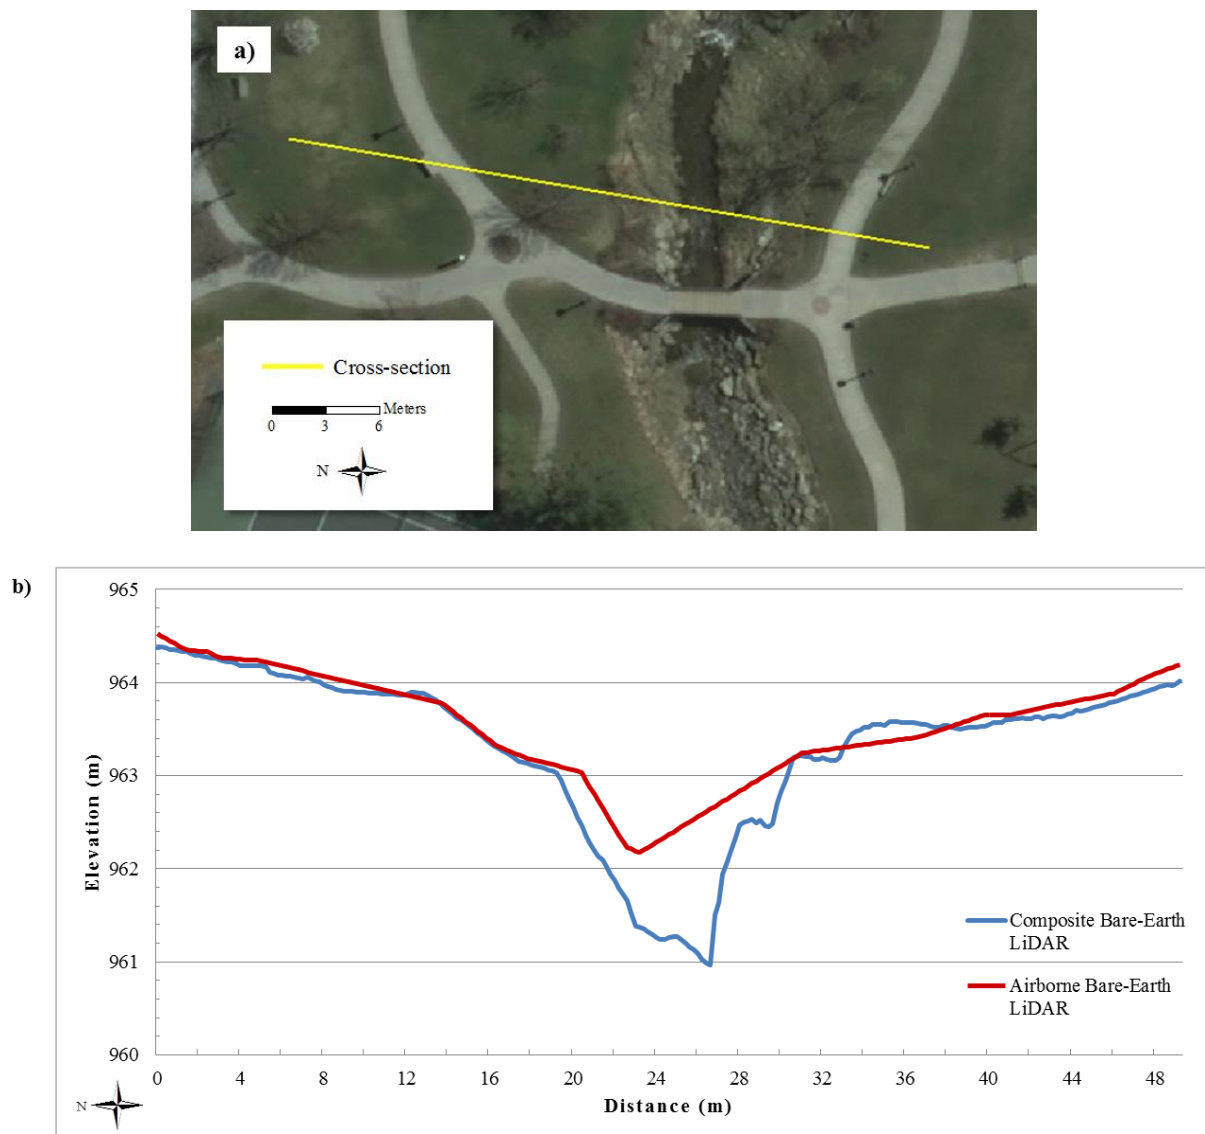 a)
Cross-section
Meters
0 3 6
N
b)
965
964
963
962
961
960
Elevation (m)
Composite Bare-Earth
LiDAR
Airborne Bare-Earth
LiDAR
0 4 8 12 16 20 24 28 32 36 40 44 48
Distance (m)
N